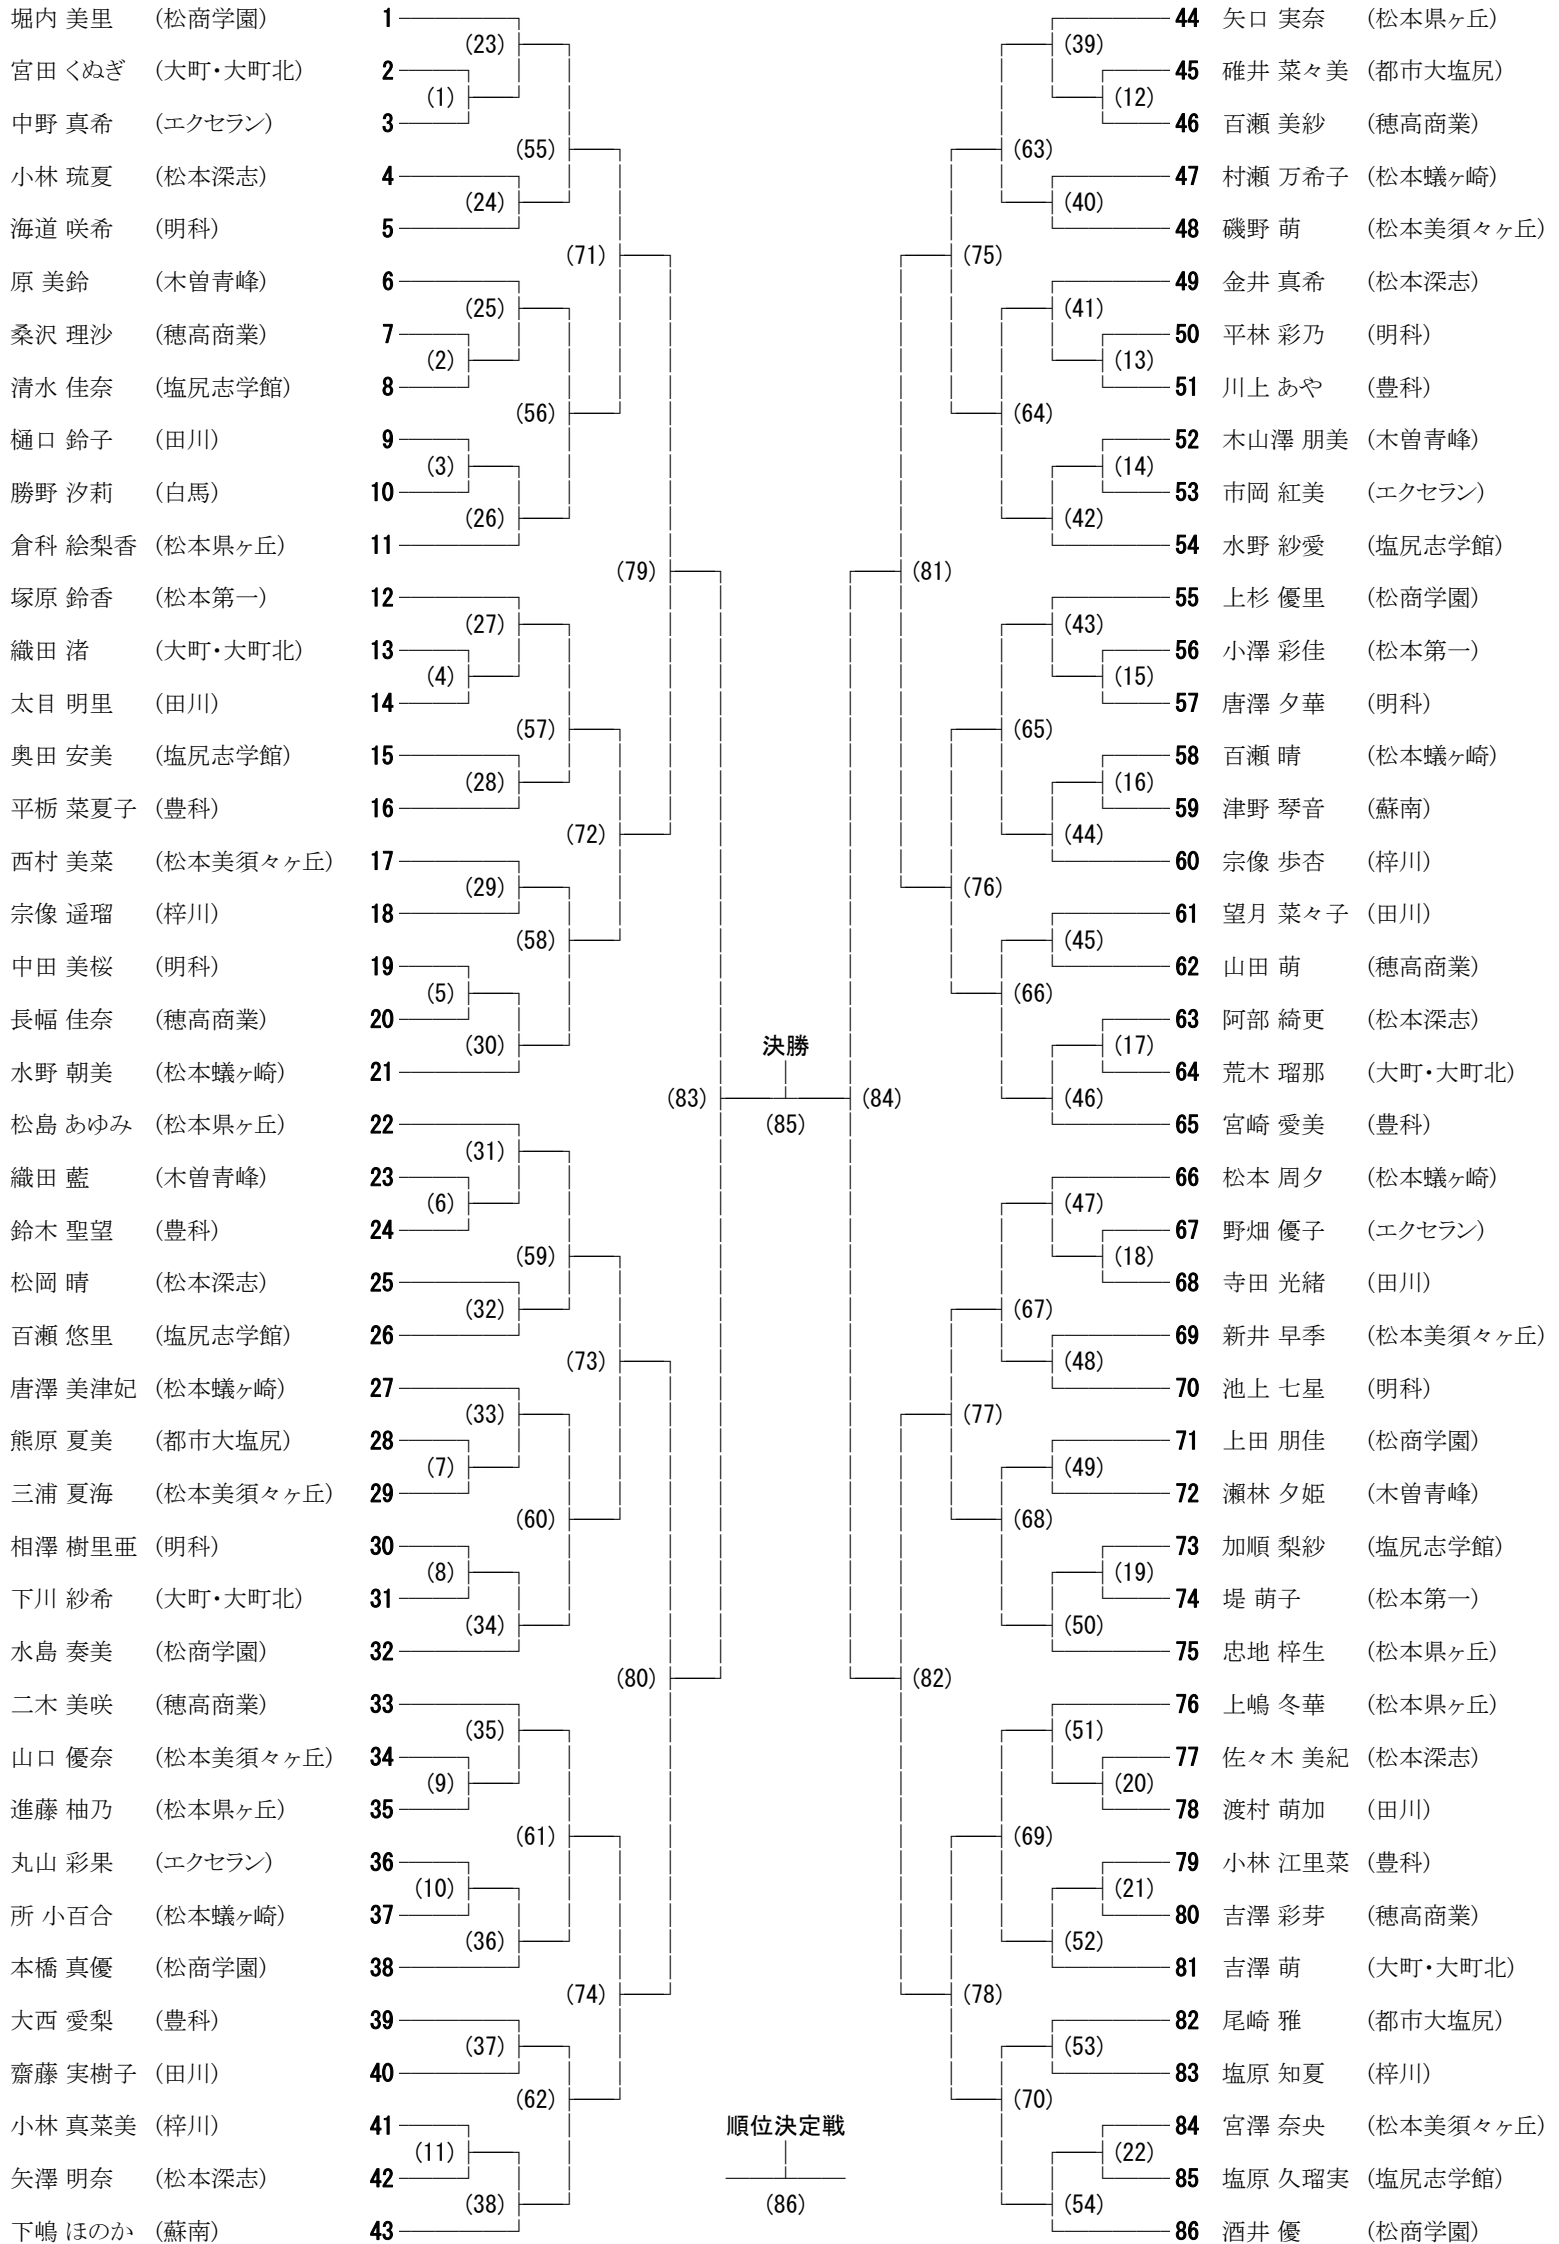 堀内 美里 (松商学園) 1
(23)
宮田 くぬぎ (大町・大町北) 2
(1)
中野 真希 (エクセラン) 3
(55)
小林 琉夏 (松本深志) 4
(24)
海道 咲希 (明科) 5
(71)
原 美鈴 (木曽青峰) 6
(25)
桑沢 理沙 (穂高商業) 7
(2)
清水 佳奈 (塩尻志学館) 8
(56)
樋口 鈴子 (田川) 9
(3)
勝野 汐莉 (白馬) 10
(26)
倉科 絵梨香 (松本県ヶ丘) 11
(79)
塚原 鈴香 (松本第一) 12
(27)
織田 渚 (大町・大町北) 13
(4)
太目 明里 (田川) 14
(57)
奥田 安美 (塩尻志学館) 15
(28)
平栃 菜夏子 (豊科) 16
(72)
西村 美菜 (松本美須々ヶ丘) 17
(29)
宗像 遥瑠 (梓川) 18
(58)
中田 美桜 (明科) 19
(5)
長幅 佳奈 (穂高商業) 20
(30)
水野 朝美 (松本蟻ヶ崎) 21
(83)
松島 あゆみ (松本県ヶ丘) 22
(31)
織田 藍 (木曽青峰) 23
(6)
鈴木 聖望 (豊科) 24
(59)
松岡 晴 (松本深志) 25
(32)
百瀬 悠里 (塩尻志学館) 26
(73)
唐澤 美津妃 (松本蟻ヶ崎) 27
(33)
熊原 夏美 (都市大塩尻) 28
(7)
三浦 夏海 (松本美須々ヶ丘) 29
(60)
相澤 樹里亜 (明科) 30
(8)
下川 紗希 (大町・大町北) 31
(34)
水島 奏美 (松商学園) 32
(80)
二木 美咲 (穂高商業) 33
(35)
山口 優奈 (松本美須々ヶ丘) 34
(9)
進藤 柚乃 (松本県ヶ丘) 35
(61)
丸山 彩果 (エクセラン) 36
(10)
所 小百合 (松本蟻ヶ崎) 37
(36)
本橋 真優 (松商学園) 38
(74)
大西 愛梨 (豊科) 39
(37)
齋藤 実樹子 (田川) 40
(62)
小林 真菜美 (梓川) 41
(11)
矢澤 明奈 (松本深志) 42
(38)
下嶋 ほのか (蘇南) 43
決勝
(85)
順位決定戦
(86)
44 矢口 実奈 (松本県ヶ丘)
(39)
45 碓井 菜々美 (都市大塩尻)
(12)
46 百瀬 美紗 (穂高商業)
(63)
47 村瀬 万希子 (松本蟻ヶ崎)
(40)
48 磯野 萌 (松本美須々ヶ丘)
(75)
49 金井 真希 (松本深志)
(41)
50 平林 彩乃 (明科)
(13)
51 川上 あや (豊科)
(64)
52 木山澤 朋美 (木曽青峰)
(14)
53 市岡 紅美 (エクセラン)
(42)
54 水野 紗愛 (塩尻志学館)
(81)
55 上杉 優里 (松商学園)
(43)
56 小澤 彩佳 (松本第一)
(15)
57 唐澤 夕華 (明科)
(65)
58 百瀬 晴 (松本蟻ヶ崎)
(16)
59 津野 琴音 (蘇南)
(44)
60 宗像 歩杏 (梓川)
(76)
61 望月 菜々子 (田川)
(45)
62 山田 萌 (穂高商業)
(66)
63 阿部 綺更 (松本深志)
(17)
64 荒木 瑠那 (大町・大町北)
(46)
65 宮崎 愛美 (豊科)
(84)
66 松本 周夕 (松本蟻ヶ崎)
(47)
67 野畑 優子 (エクセラン)
(18)
68 寺田 光緒 (田川)
(67)
69 新井 早季 (松本美須々ヶ丘)
(48)
70 池上 七星 (明科)
(77)
71 上田 朋佳 (松商学園)
(49)
72 瀬林 夕姫 (木曽青峰)
(68)
73 加順 梨紗 (塩尻志学館)
(19)
74 堤 萌子 (松本第一)
(50)
75 忠地 梓生 (松本県ヶ丘)
(82)
76 上嶋 冬華 (松本県ヶ丘)
(51)
77 佐々木 美紀 (松本深志)
(20)
78 渡村 萌加 (田川)
(69)
79 小林 江里菜 (豊科)
(21)
80 吉澤 彩芽 (穂高商業)
(52)
81 吉澤 萌 (大町・大町北)
(78)
82 尾崎 雅 (都市大塩尻)
(53)
83 塩原 知夏 (梓川)
(70)
84 宮澤 奈央 (松本美須々ヶ丘)
(22)
85 塩原 久瑠実 (塩尻志学館)
(54)
86 酒井 優 (松商学園)